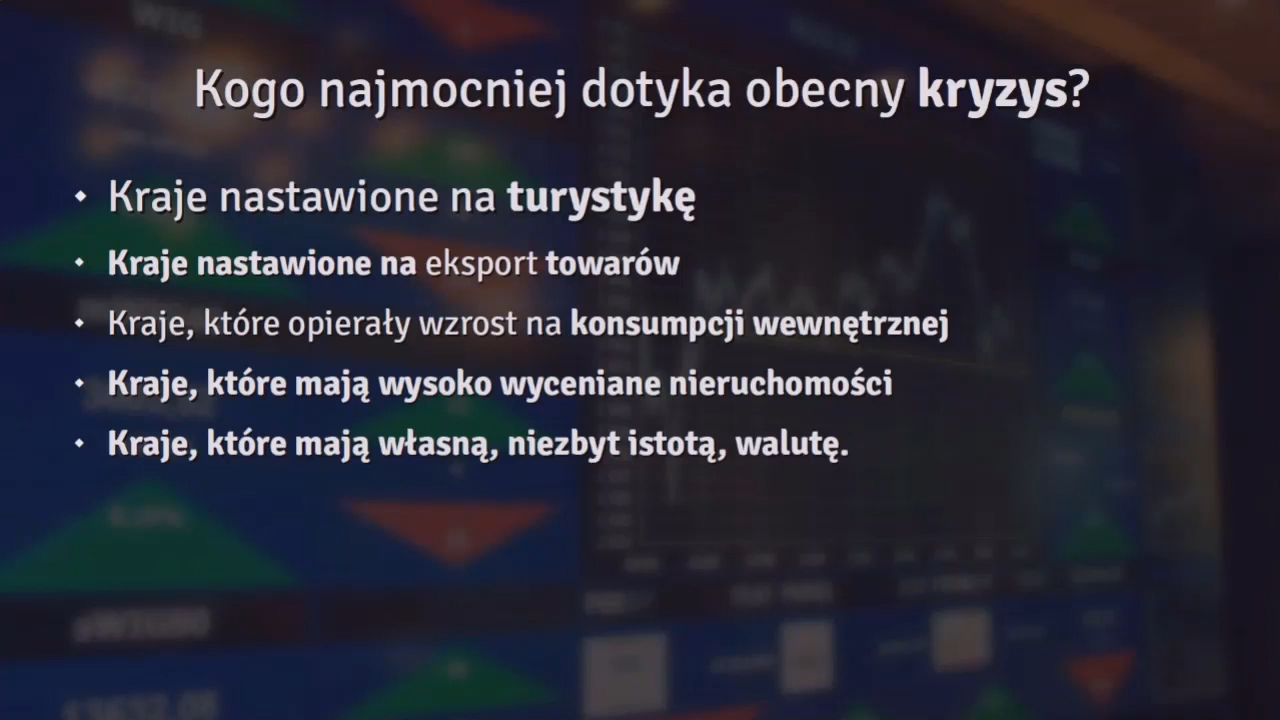 Kogo najmocniej dotyka obecny kryzys?
Kraje nastawione na turystykę
Kraje nastawione na eksport towarów
Kraje, które opierały wzrost na konsumpcji wewnętrznej
Kraje, które mają wysoko wyceniane nieruchomości
Kraje, które mają własną, niezbyt istotą, walutę.